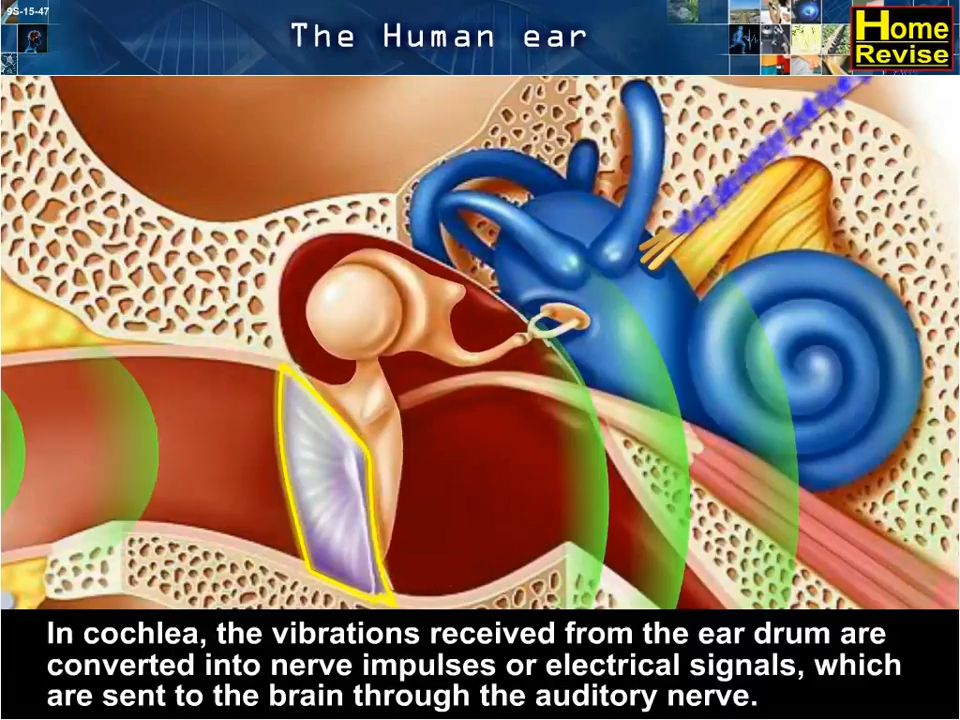 9S-15-47
The Human ear
Home
Revise
In cochlea, the vibrations received from the ear drum are
converted into nerve impulses or electrical signals, which
are sent to the brain through the auditory nerve.